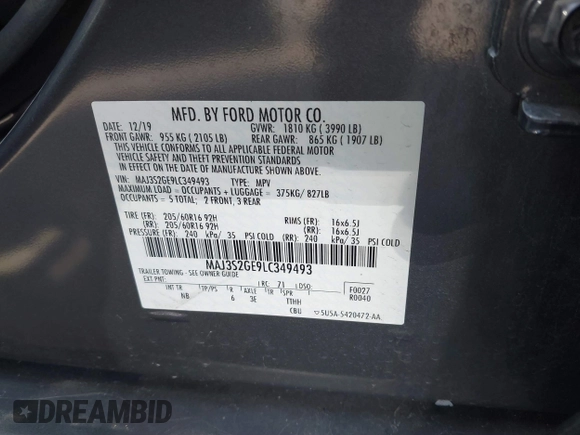 MFD. BY FORD MOTOR CO.
12/19 GVWR: 1810 KG ( 3990 LB)
FRONT GAWR: 955 KG ( 2105 LB) REAR GAWR: 865 KG ( 1907 LB)
THIS VEHICLE CONFORMS TO ALL APPLICABLE FEDERAL MOTOR
VEHICLE SAFETY AND THEFT PREVENTION STANDARDS
IN EFFECT ON THE DATE OF MANUFACTURE SHOWN ABOVE.
VIN: MAJ3S2GE9LC349493 TYPE: MPV
MAXIMUM LOAD = OCCUPANTS + LUGGAGE = 375KG/ 827LB
OCCUPANTS = 5 TOTAL; 2 FRONT, 3 REAR
TIRE (FR): 205/60R16 92H RIMS (FR): 16x6.5J
(RR): 205/60R16 92H (RR): 16x6.5J
PRESSURE (FR): 240 kPa/ 35 PSI COLD (RR): 240 kPa/ 35 PSI COLD
MAJ3S2GE9LC349493
TRAILER TOWING - SEE OWNER GUIDE
EXT PNT: RC: 71 DSO: F0027
INT TR TP/PS R AXLE TR SPR R0040
NB 6 3E TTHH
CBU 5U5A-5420472-AA
DREAMBID